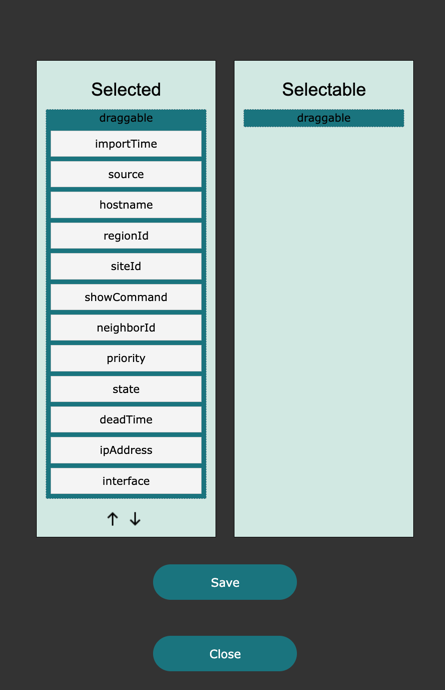 Selected
draggable
importTime
source
hostname
regionId
siteId
showCommand
neighborId
priority
state
deadTime
ipAddress
interface
Selectable
draggable
Save
Close